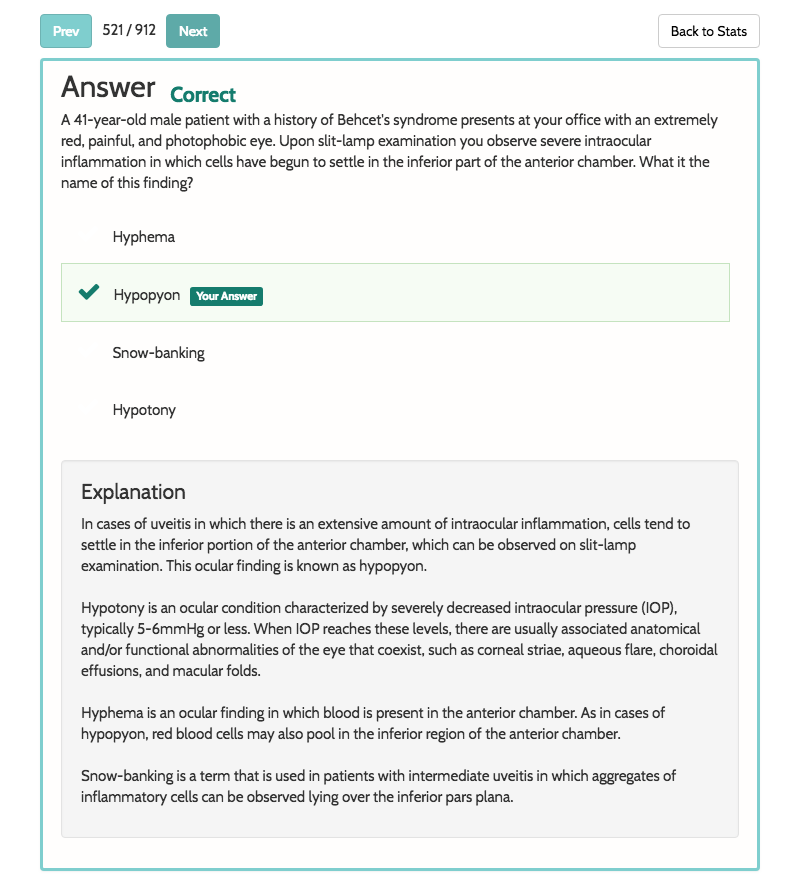 Prev 521 / 912 Next Back to Stats
Answer Correct
A 41-year-old male patient with a history of Behcet's syndrome presents at your office with an extremely
red, painful, and photophobic eye. Upon slit-lamp examination you observe severe intraocular
inflammation in which cells have begun to settle in the inferior part of the anterior chamber. What it the
name of this finding?
Hyphema
Hypopyon Your Answer
Snow-banking
Hypotony
Explanation
In cases of uveitis in which there is an extensive amount of intraocular inflammation, cells tend to
settle in the inferior portion of the anterior chamber, which can be observed on slit-lamp
examination. This ocular finding is known as hypopyon.
Hypotony is an ocular condition characterized by severely decreased intraocular pressure (IOP),
typically 5-6mmHg or less. When IOP reaches these levels, there are usually associated anatomical
and/or functional abnormalities of the eye that coexist, such as corneal striae, aqueous flare, choroidal
effusions, and macular folds.
Hyphema is an ocular finding in which blood is present in the anterior chamber. As in cases of
hypopyon, red blood cells may also pool in the inferior region of the anterior chamber.
Snow-banking is a term that is used in patients with intermediate uveitis in which aggregates of
inflammatory cells can be observed lying over the inferior pars plana.